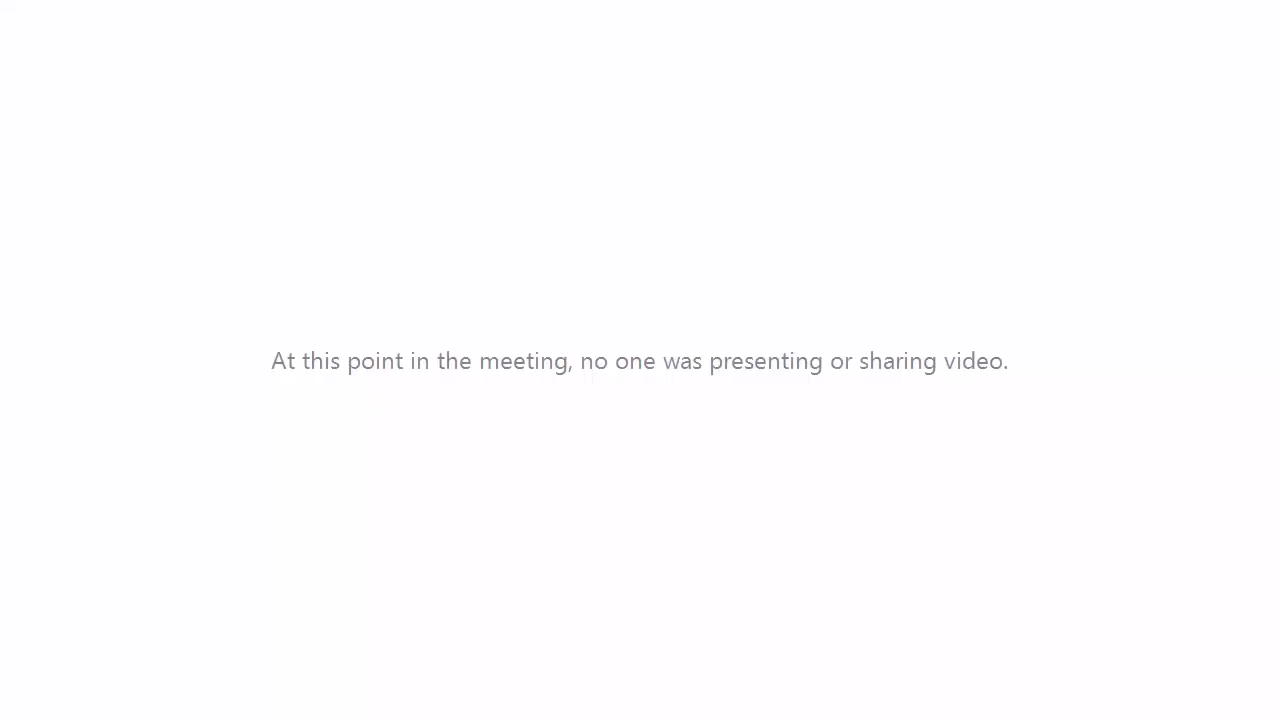 At this point in the meeting, no one was presenting or sharing video.